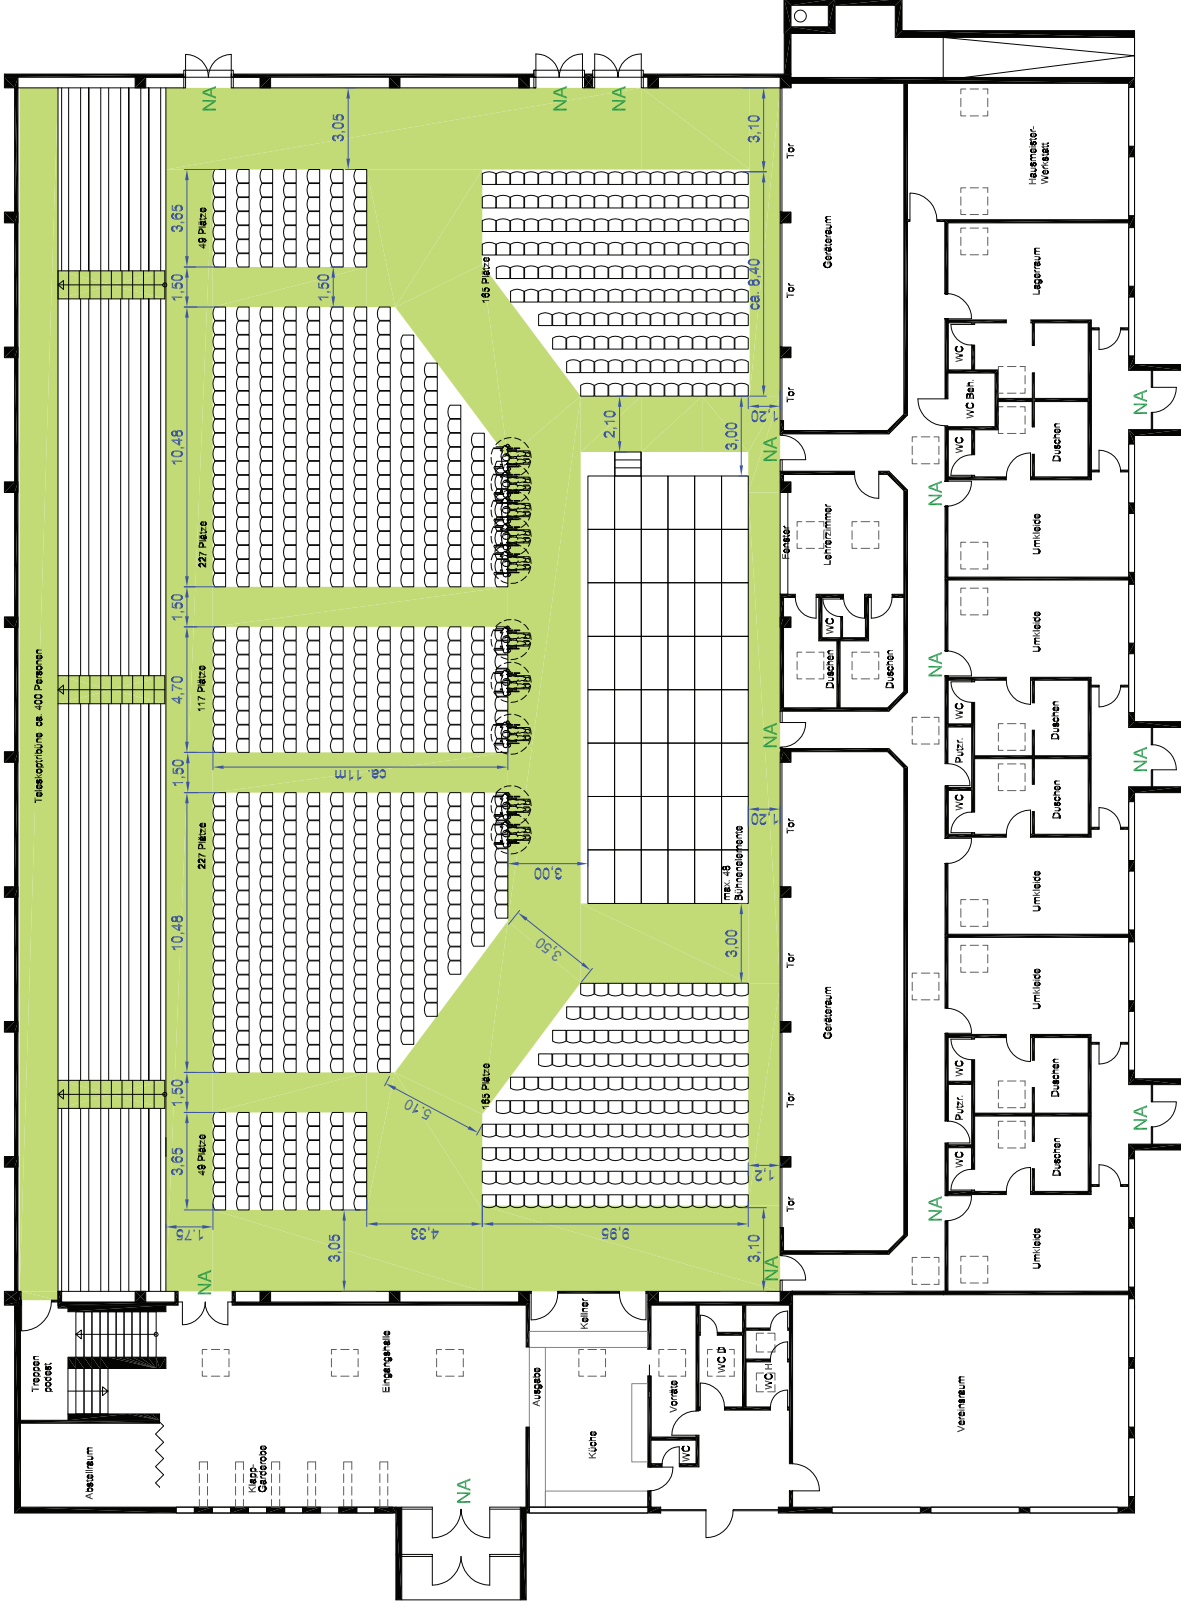 NA
NA
NA
3,05
3,10
Tor
Hausmeister-
Werkstatt
3,65
49 Plätze
Geräteraum
1,50
1,50
165 Plätze
ca. 8,40
Tor
Lagerraum
WC
Tor
WC Beh.
NA
1,20
2,10
3,00
10,48
NA
WC
Duschen
NA
227 Plätze
Fenster
Lehrerzimmer
Umkleide
1,50
WC
Umkleide
Teleskoptribüne ca. 400 Personen
4,70
117 Plätze
Duschen
Duschen
NA
WC
Duschen
NA
Putzr.
NA
1,50
ca. 11m
WC
Duschen
Tor
1,20
227 Plätze
3,00
max. 48
Bühnenelemente
Umkleide
10,48
3,50
3,00
Tor
Umkleide
Geräteraum
1,50
5,10
165 Plätze
Tor
WC
Duschen
Putzr.
NA
3,65
49 Plätze
1,2
WC
Duschen
Tor
NA
1,75
4,33
9,95
3,05
3,10
Umkleide
NA
NA
Kellner
Treppen
podest
Eingangshalle
Ausgabe
Vorräte
WC D
WC H
Vereinsraum
Abstellraum
Klapp-
Garderobe
Küche
WC
NA